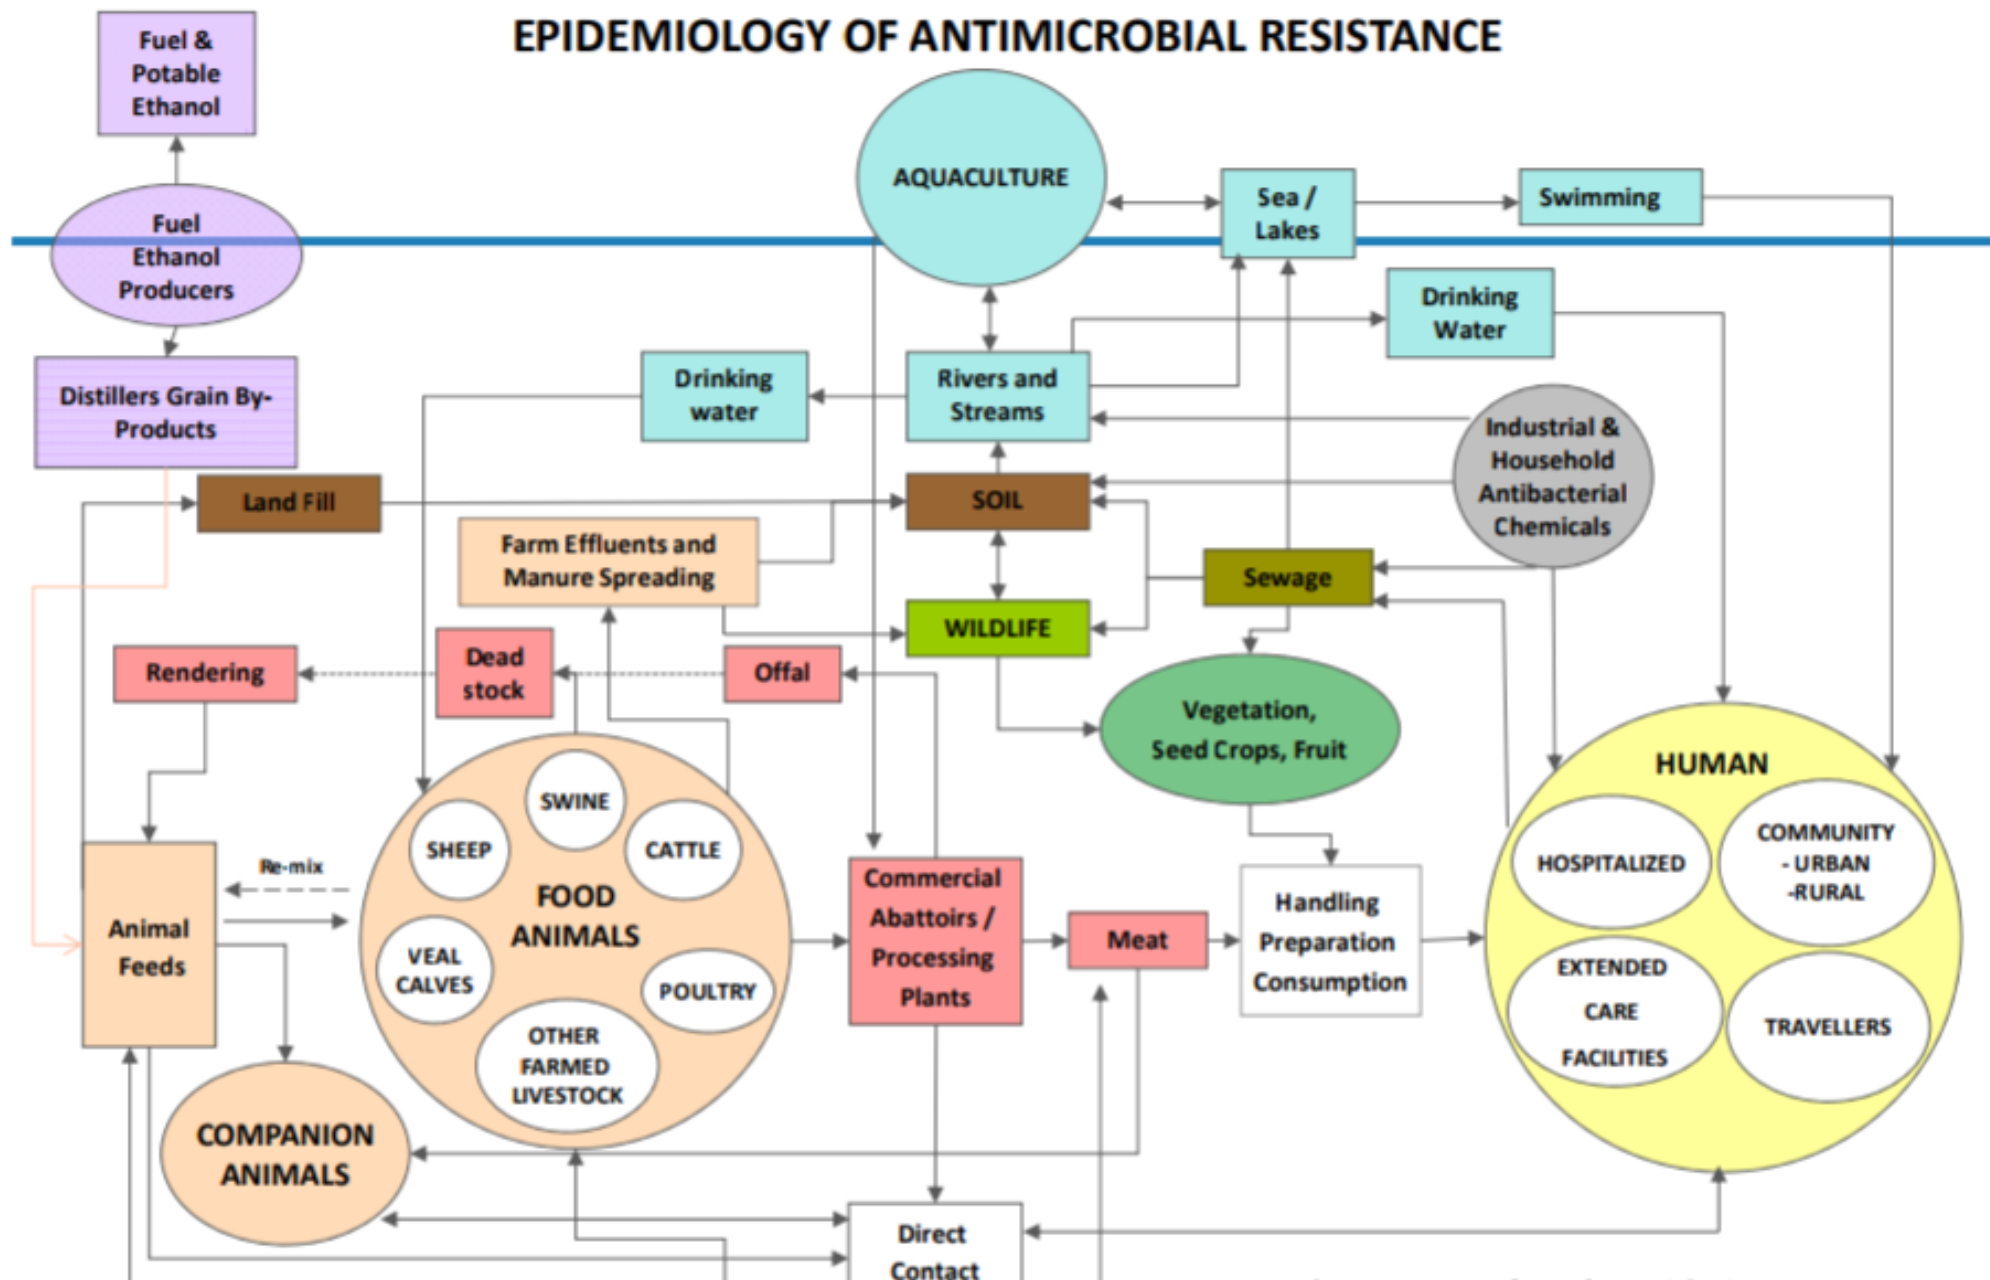 EPIDEMIOLOGY OF ANTIMICROBIAL RESISTANCE
Fuel &
Potable
Ethanol
AQUACULTURE
Sea /
Lakes
Swimming
Fuel
Ethanol
Producers
Drinking
Water
Distillers Grain By-
Products
Drinking
water
Rivers and
Streams
Industrial &
Household
Antibacterial
Chemicals
Land Fill
SOIL
Farm Effluents and
Manure Spreading
Sewage
WILDLIFE
Rendering
Dead
stock
Offal
Vegetation,
Seed Crops, Fruit
HUMAN
HOSPITALIZED
COMMUNITY
- URBAN
-RURAL
EXTENDED
CARE
FACILITIES
TRAVELLERS
SWINE
SHEEP
CATTLE
FOOD
ANIMALS
VEAL
CALVES
POULTRY
OTHER
FARMED
LIVESTOCK
Re-mix
Animal
Feeds
Commercial
Abattoirs /
Processing
Plants
Meat
Handling
Preparation
Consumption
COMPANION
ANIMALS
Direct
Contact